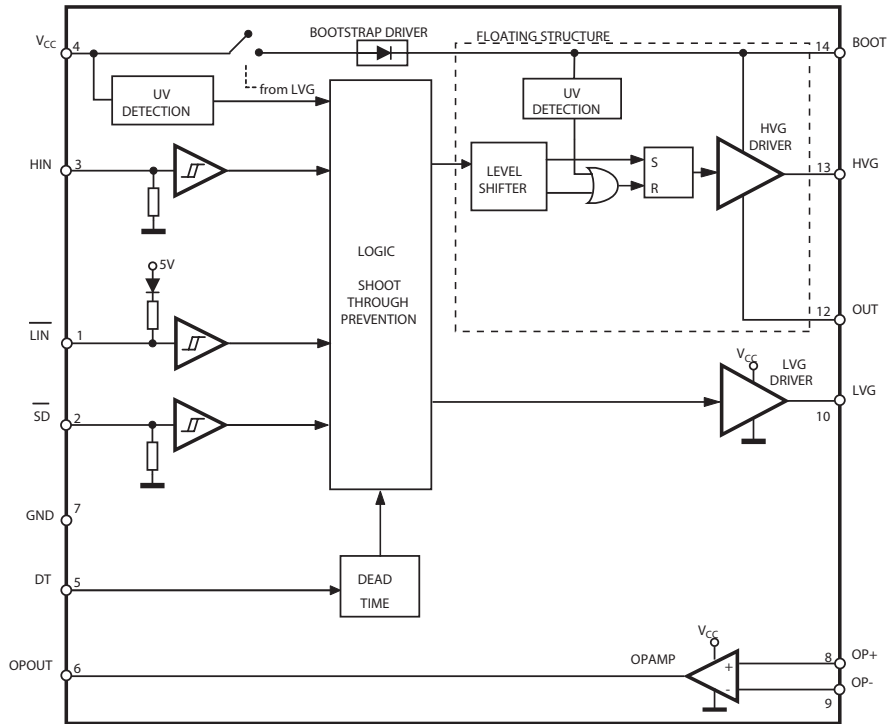 BOOTSTRAP DRIVER
FLOATING STRUCTURE
VCC
4
14
BOOT
from LVG
UV
DETECTION
UV
DETECTION
HIN
3
HVG
DRIVER
13
HVG
LEVEL
SHIFTER
S
R
LOGIC
SHOOT
THROUGH
PREVENTION
5V
LIN
1
12
OUT
VCC
LVG
DRIVER
LVG
10
SD
2
GND
7
DT
5
DEAD
TIME
OPOUT
6
OPAMP
VCC
+
-
8
OP+
OP-
9